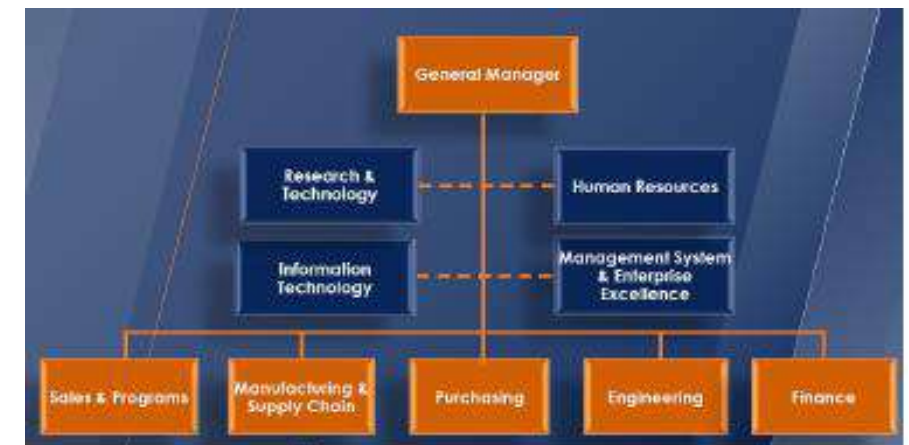 General Manager
Research &
Technology
Human Resources
Information
Technology
Management System
& Enterprise
Excellence
Sales & Programs
Manufacturing &
Supply Chain
Purchasing
Engineering
Finance